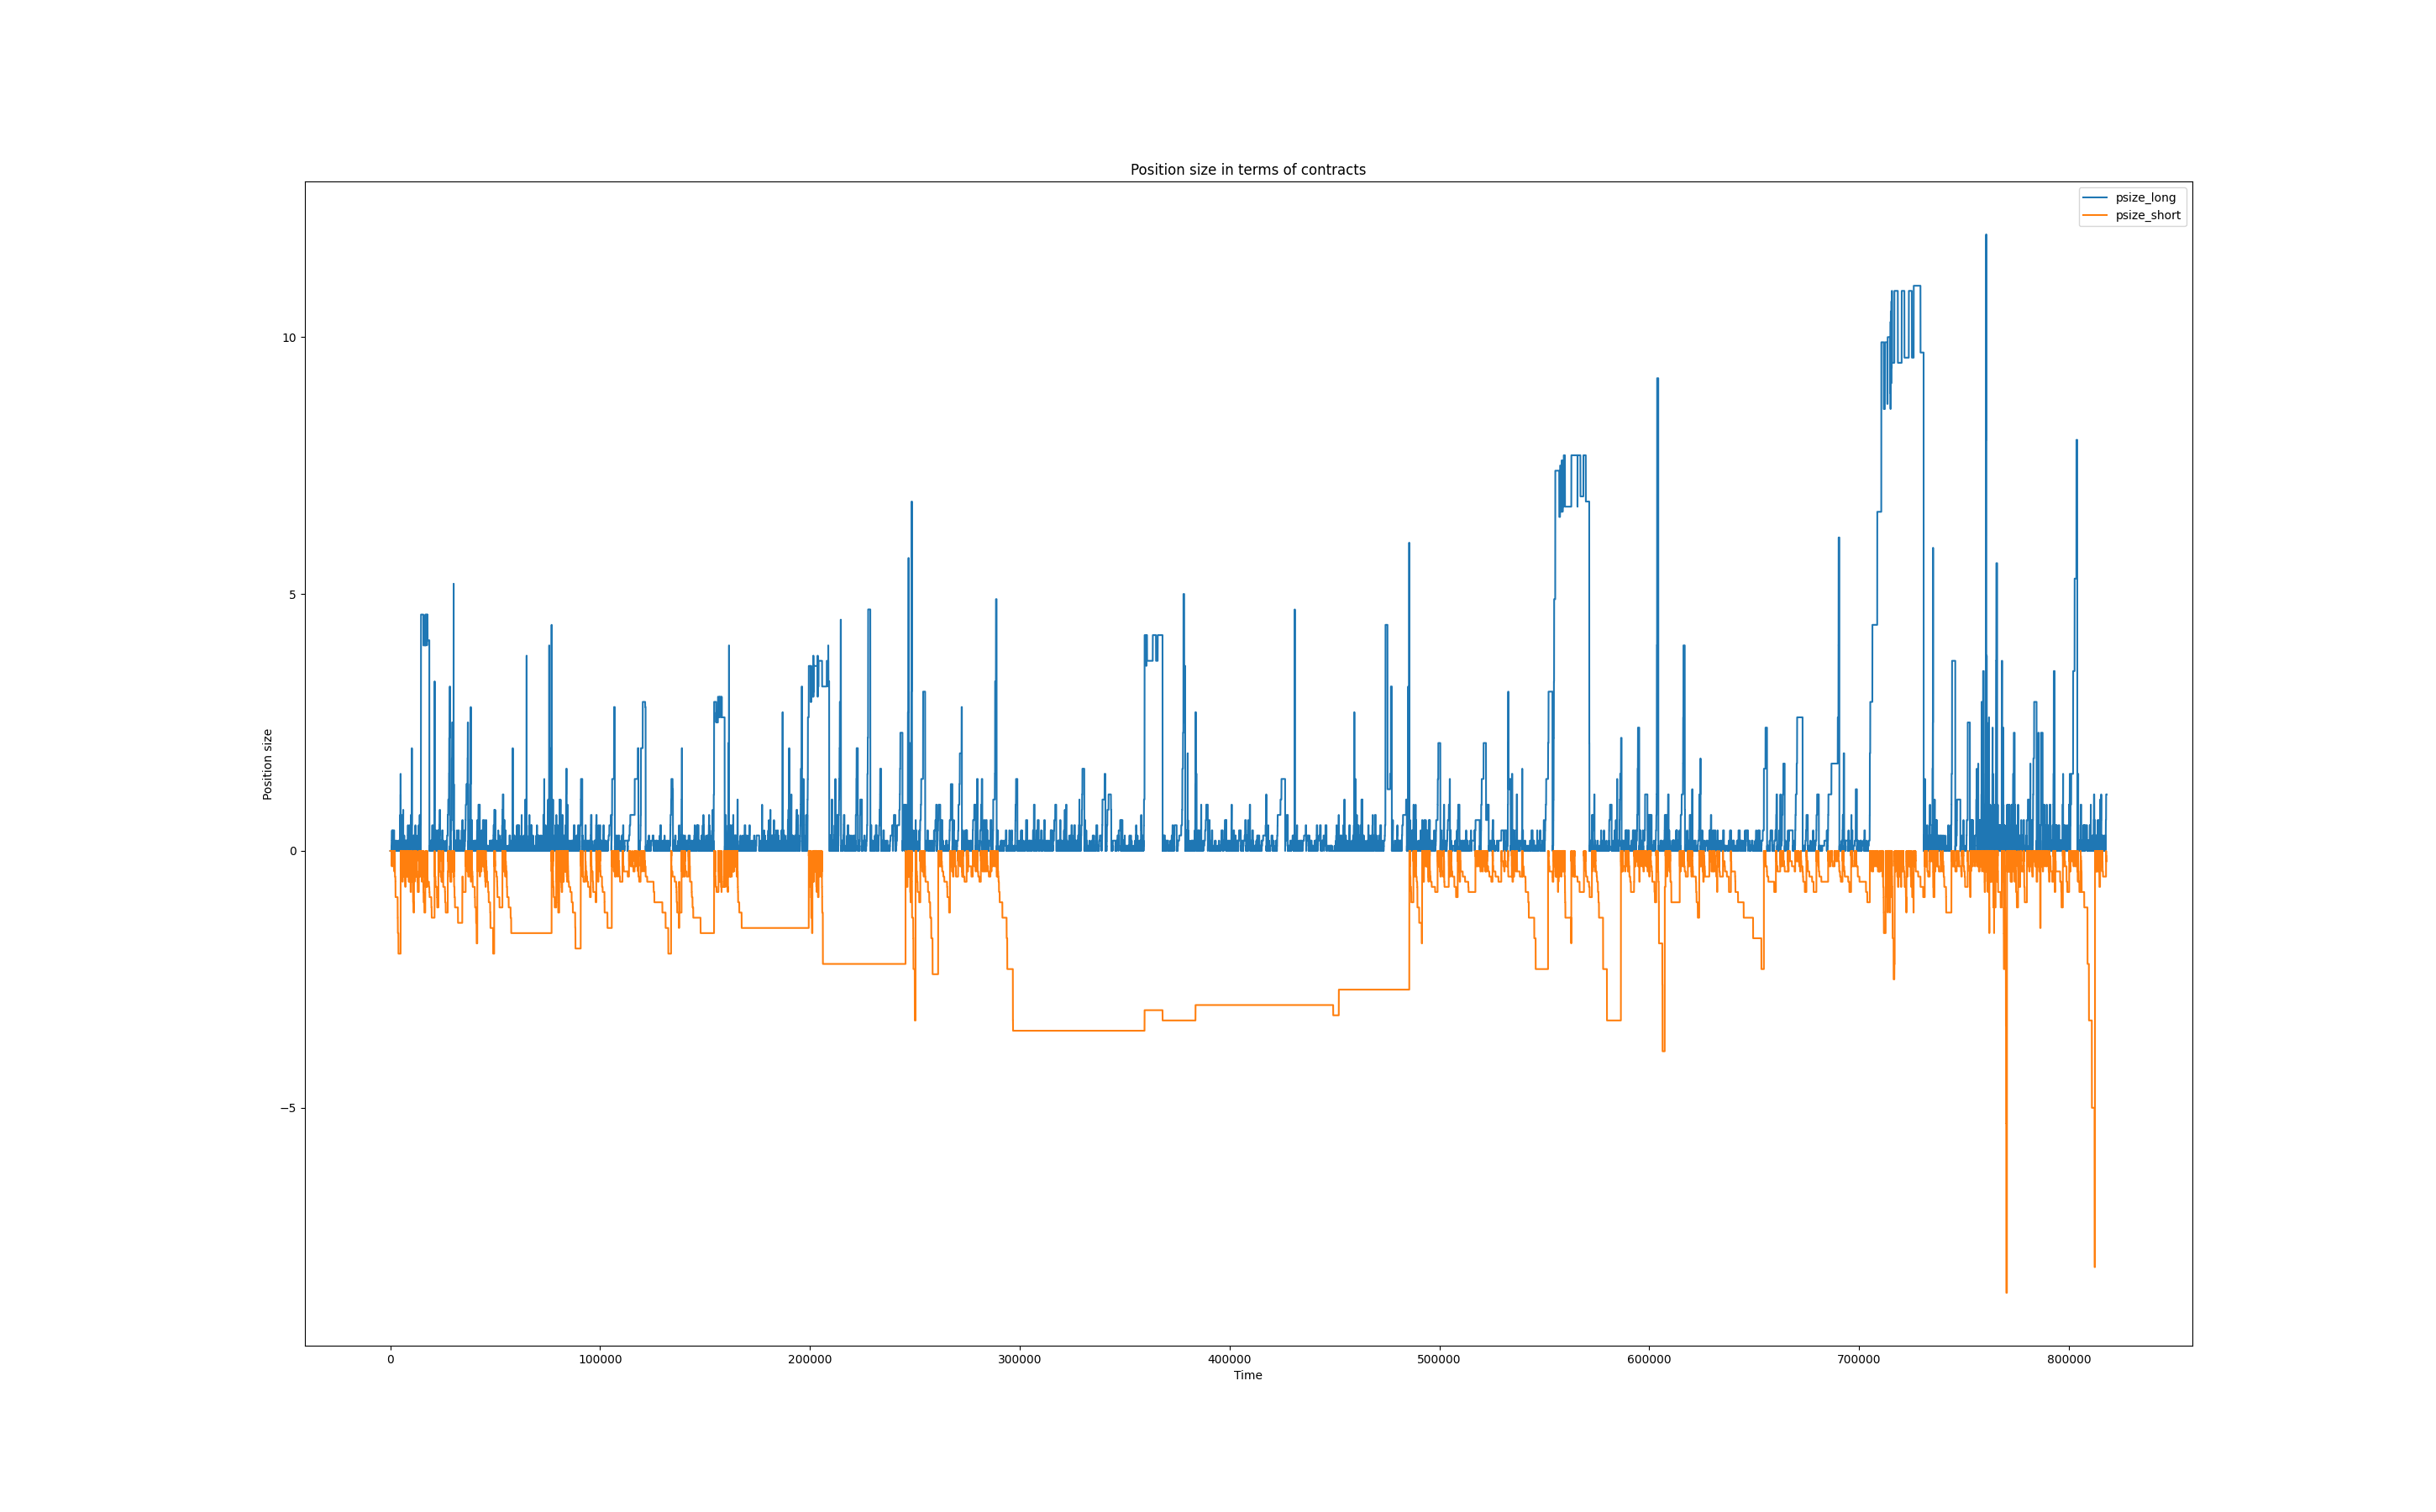 Position size in terms of contracts
psize_long
psize_short
10
5
0
−5
Position size
0
100000
200000
300000
400000
500000
600000
700000
800000
Time